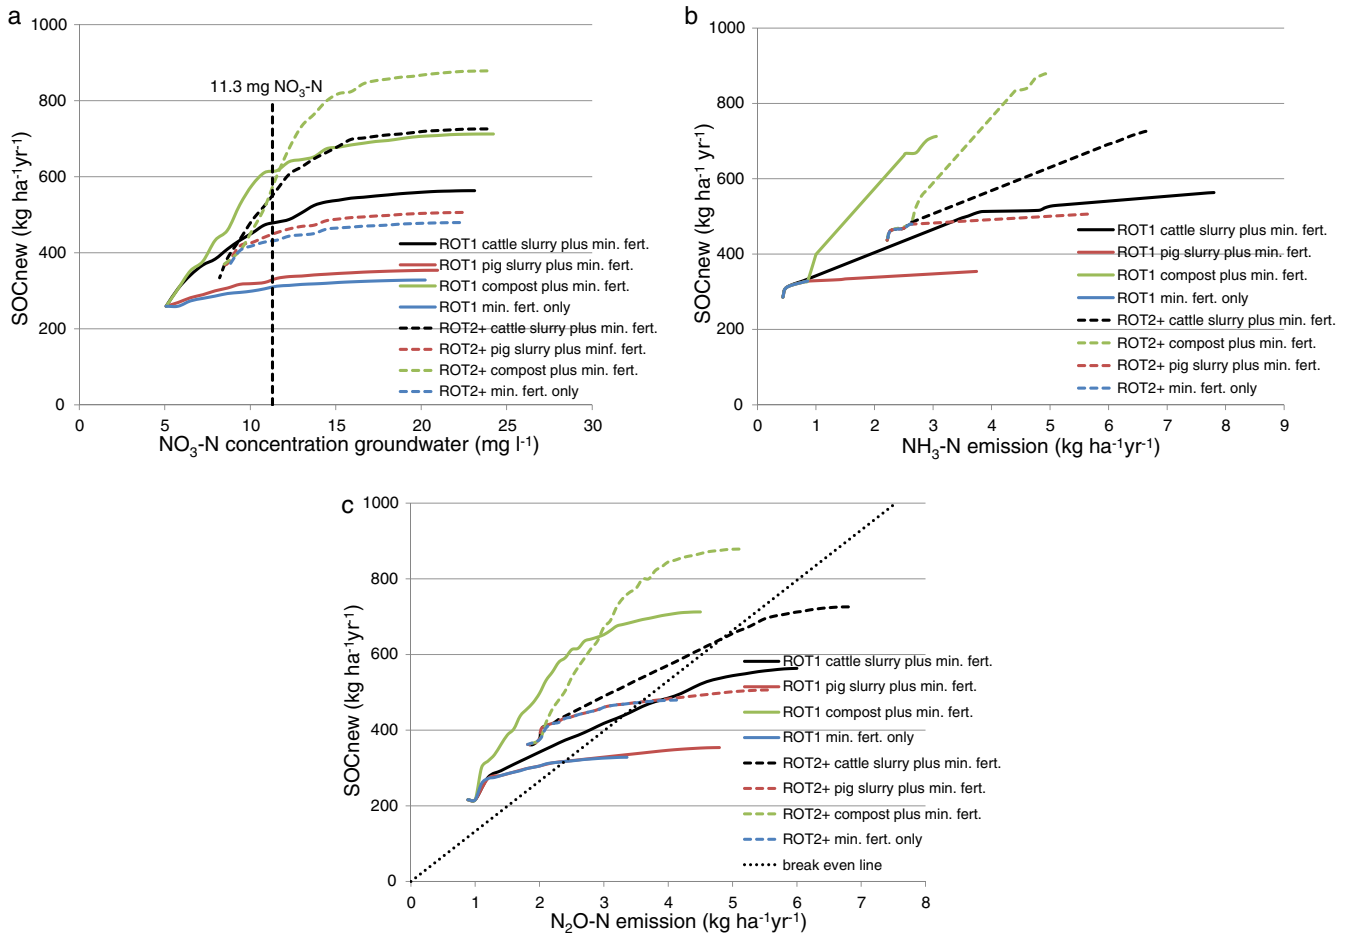 a
SOCnew (kg ha-1yr-1)
1000
800
600
400
200
0
11.3 mg NO3-N
ROT1 cattle slurry plus min. fert.
ROT1 pig slurry plus min. fert.
ROT1 compost plus min. fert.
ROT1 min. fert. only
ROT2+ cattle slurry plus min. fert.
ROT2+ pig slurry plus minf. fert.
ROT2+ compost plus min. fert.
ROT2+ min. fert. only
0 5 10 15 20 25 30
NO3-N concentration groundwater (mg l-1)
b
SOCnew (kg ha-1yr-1)
1000
800
600
400
200
0
ROT1 cattle slurry plus min. fert.
ROT1 pig slurry plus min. fert.
ROT1 compost plus min. fert.
ROT1 min. fert. only
ROT2+ cattle slurry plus min. fert.
ROT2+ compost plus min. fert.
ROT2+ pig slurry plus min. fert.
ROT2+ min. fert. only
0 1 2 3 4 5 6 7 8 9
NH3-N emission (kg ha-1yr-1)
c
SOCnew (kg ha-1yr-1)
1000
800
600
400
200
0
ROT1 cattle slurry plus min. fert.
ROT1 pig slurry plus min. fert.
ROT1 compost plus min. fert.
ROT1 min. fert. only
ROT2+ cattle slurry plus min. fert.
ROT2+ pig slurry plus min. fert.
ROT2+ compost plus min. fert.
ROT2+ min. fert. only
break even line
0 1 2 3 4 5 6 7 8
N2O-N emission (kg ha-1yr-1)